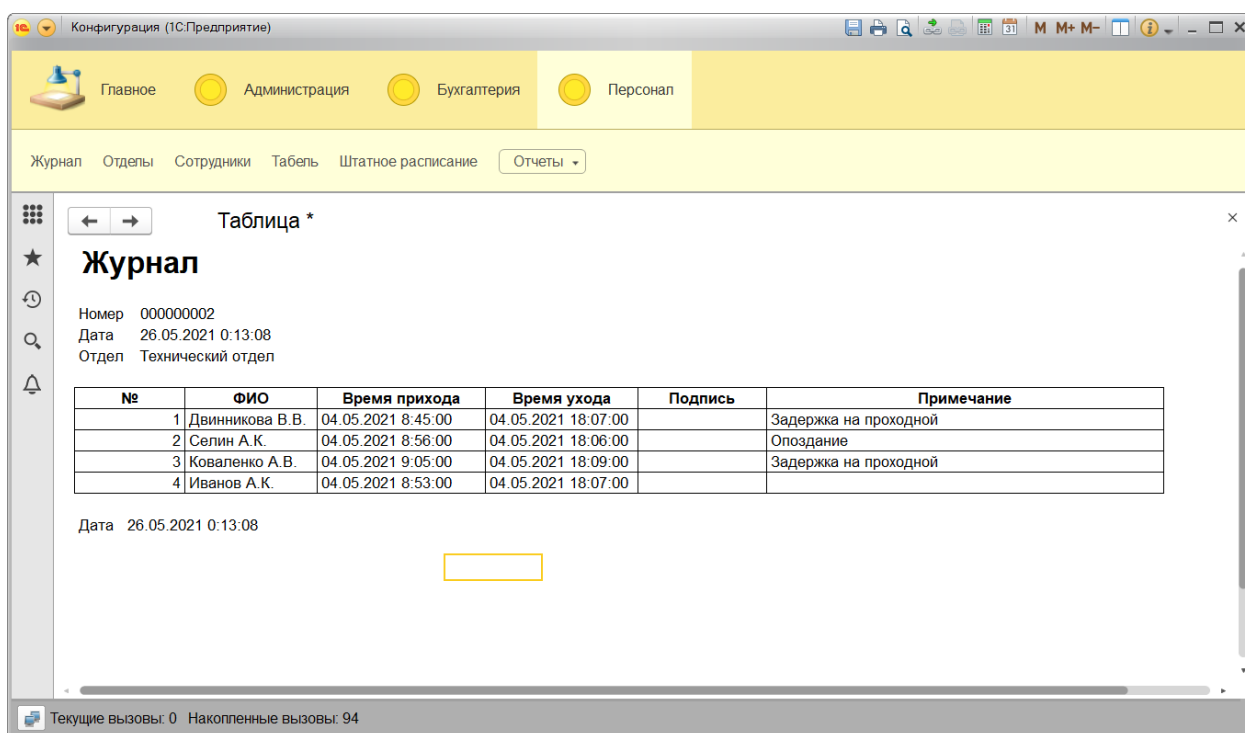 1С Конфигурация (1С:Предприятие) 31 M M+ M- i
Главное Администрация Бухгалтерия Персонал
Журнал Отделы Сотрудники Табель Штатное расписание Отчеты
Таблица *
Журнал
Номер 000000002
Дата 26.05.2021 0:13:08
Отдел Технический отдел
№ ФИО Время прихода Время ухода Подпись Примечание
1 Двинникова В.В. 04.05.2021 8:45:00 04.05.2021 18:07:00 Задержка на проходной
2 Селин А.К. 04.05.2021 8:56:00 04.05.2021 18:06:00 Опоздание
3 Коваленко А.В. 04.05.2021 9:05:00 04.05.2021 18:09:00 Задержка на проходной
4 Иванов А.К. 04.05.2021 8:53:00 04.05.2021 18:07:00
Дата 26.05.2021 0:13:08
Текущие вызовы: 0 Накопленные вызовы: 94